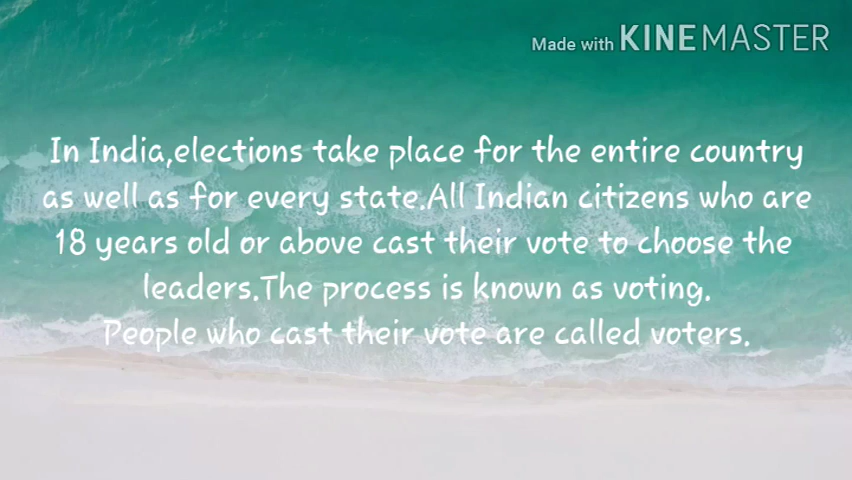 Made with KINEMASTER
In India,elections take place for the entire country
as well as for every state.All Indian citizens who are
18 years old or above cast their vote to choose the
leaders.The process is known as voting.
People who cast their vote are called voters.